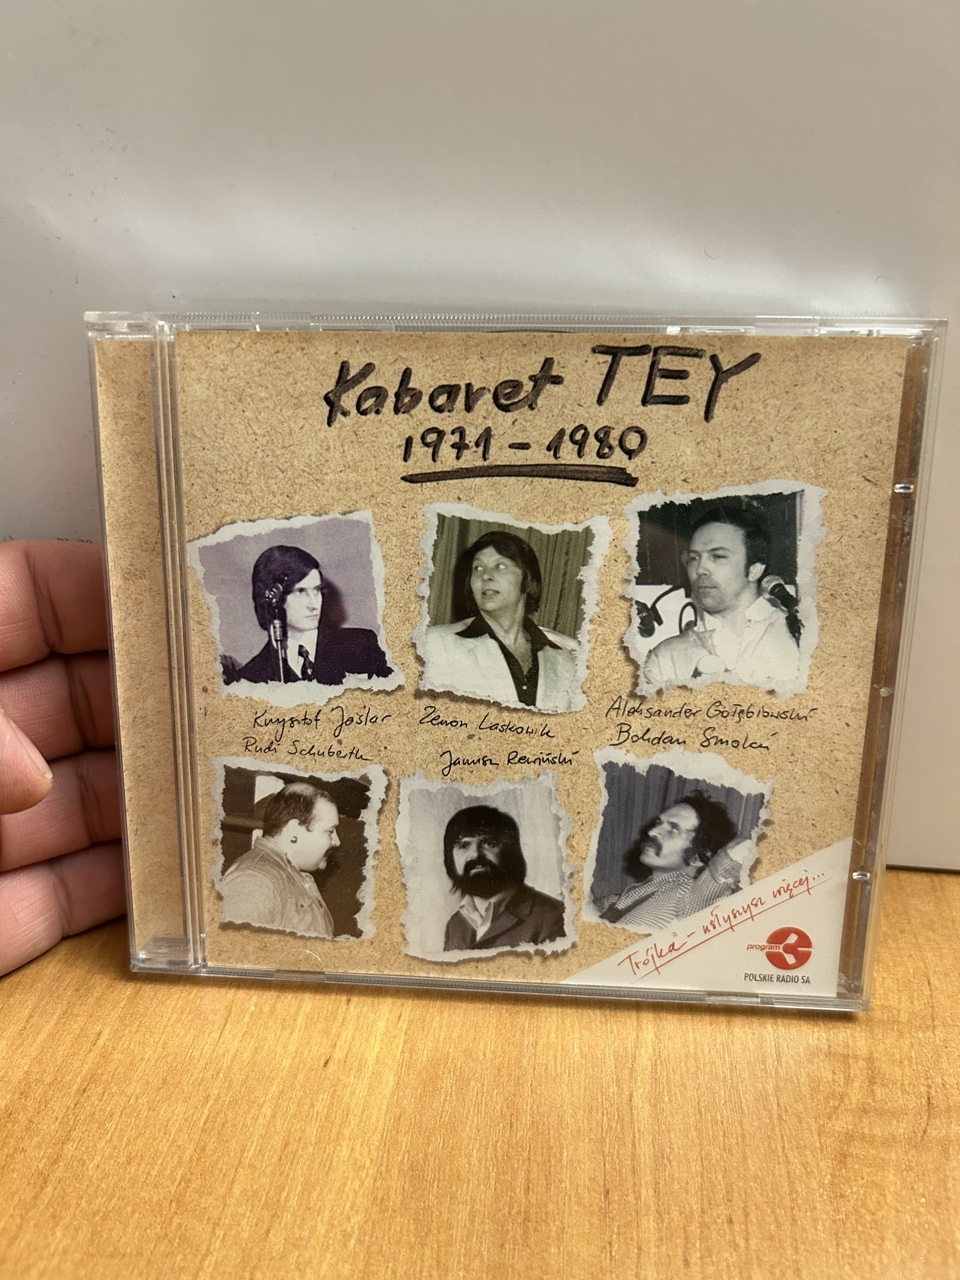 Kabaret TEY
1971 - 1980
Krzysztof Jaślar
Zenon Laskowik
Aleksander Gołębiowski
Rudi Schuberth
Janusz Rewiński
Bohdan Smoleń
Trójka - usłyszysz więcej...
program
POLSKIE RADIO SA